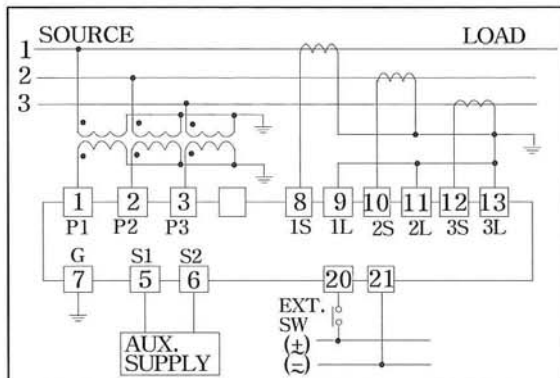 SOURCE LOAD
1
2
3
1 2 3 8 9 10 11 12 13
P1 P2 P3 1S 1L 2S 2L 3S 3L
G S1 S2
7 5 6 20 21
EXT.
SW
AUX.
SUPPLY
(±)
(=)